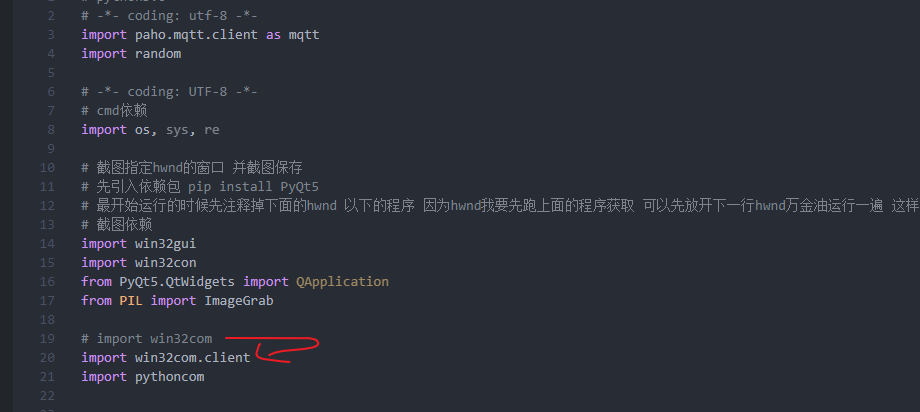 2 # -*- coding: utf-8 -*-
3 import paho.mqtt.client as mqtt
4 import random
5
6 # -*- coding: UTF-8 -*-
7 # cmd依赖
8 import os, sys, re
9
10 # 截图指定hwnd的窗口 并截图保存
11 # 先引入依赖包 pip install PyQt5
12 # 最开始运行的时候先注释掉下面的hwnd 以下的程序 因为hwnd我要先跑上面的程序获取 可以先放开下一行hwnd万金油运行一遍 这样
13 # 截图依赖
14 import win32gui
15 import win32con
16 from PyQt5.QtWidgets import QApplication
17 from PIL import ImageGrab
18
19 # import win32com
20 import win32com.client
21 import pythoncom
22